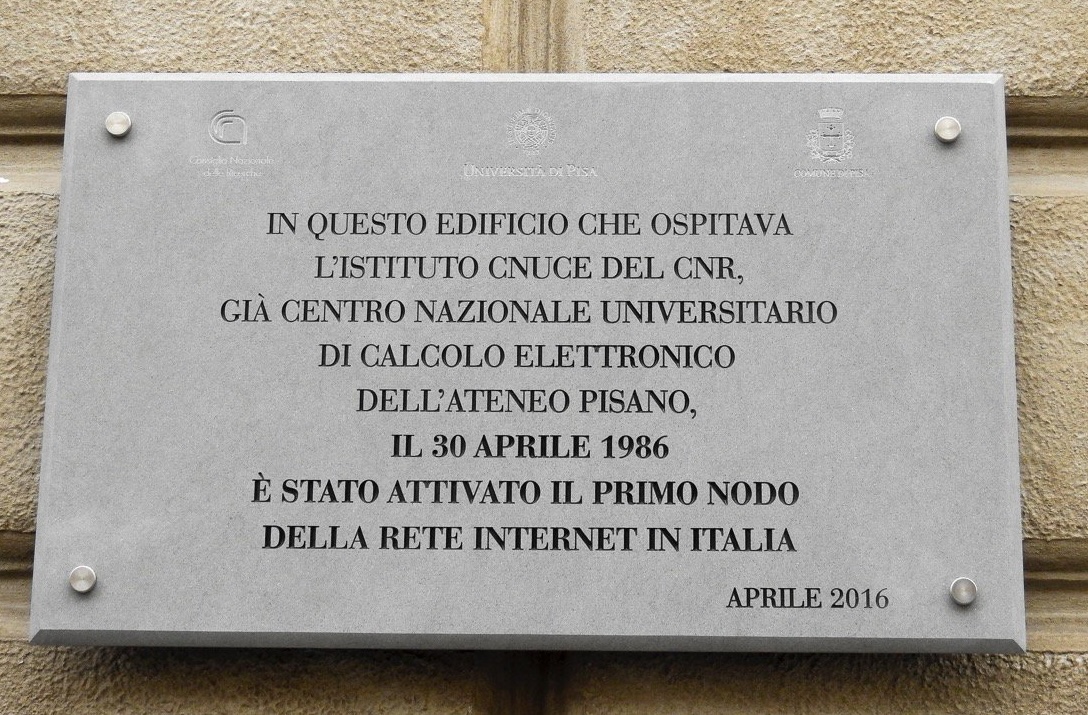 Consiglio Nazionale
delle Ricerche
UNIVERSITÀ DI PISA
COMUNE DI PISA
IN QUESTO EDIFICIO CHE OSPITAVA
L'ISTITUTO CNUCE DEL CNR,
GIÀ CENTRO NAZIONALE UNIVERSITARIO
DI CALCOLO ELETTRONICO
DELL'ATENEO PISANO,
IL 30 APRILE 1986
È STATO ATTIVATO IL PRIMO NODO
DELLA RETE INTERNET IN ITALIA
APRILE 2016